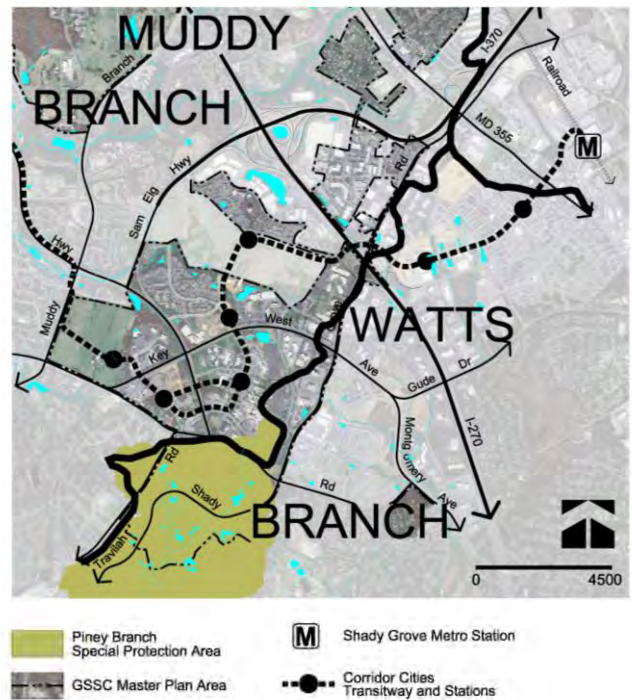 MUDDY
Branch
I-370
Railroad
BRANCH
MD 355
Rd
M
Hwy
Sam Eig Hwy
Muddy
West
WATTS
Key
Ave
Gude Dr
I-270
Montgomery Ave
Rd
Shady
Rd
BRANCH
Travilah
0 4500
Piney Branch
Special Protection Area
M Shady Grove Metro Station
GSSC Master Plan Area
Corridor Cities
Transitway and Stations